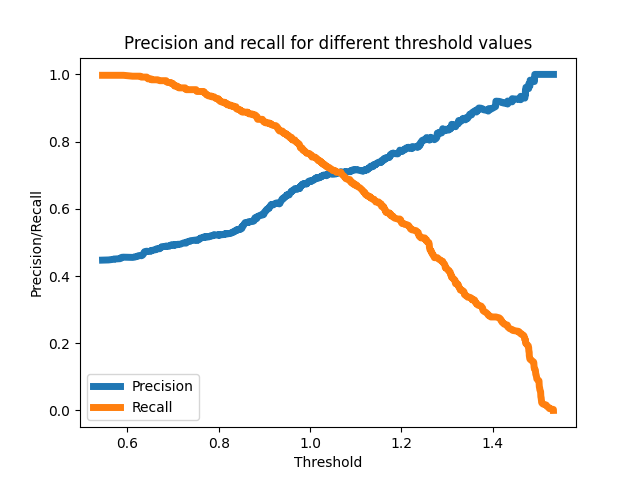 Precision and recall for different threshold values
1.0
0.8
0.6
0.4
0.2
0.0
Precision/Recall
Precision
Recall
0.6 0.8 1.0 1.2 1.4
Threshold